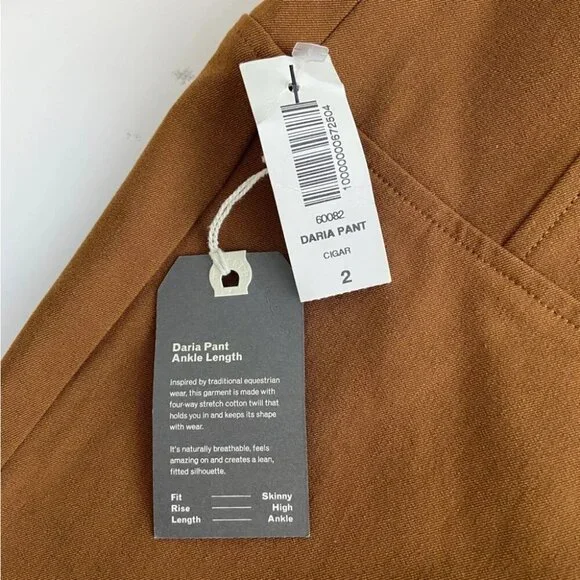 1000000672504
60082
DARIA PANT
CIGAR
2
Daria Pant
Ankle Length
Inspired by traditional equestrian
wear, this garment is made with
four-way stretch cotton twill that
holds you in and keeps its shape
with wear.
It's naturally breathable, feels
amazing on and creates a lean,
fitted silhouette.
Fit Skinny
Rise High
Length Ankle